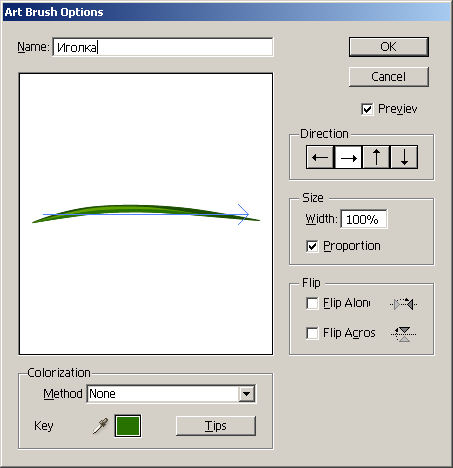 Art Brush Options
Name: Иголка
OK
Cancel
Previev
Direction
Size
Width: 100%
Proportion
Flip
Flip Alon
Flip Acros
Colorization
Method None
Key
Tips